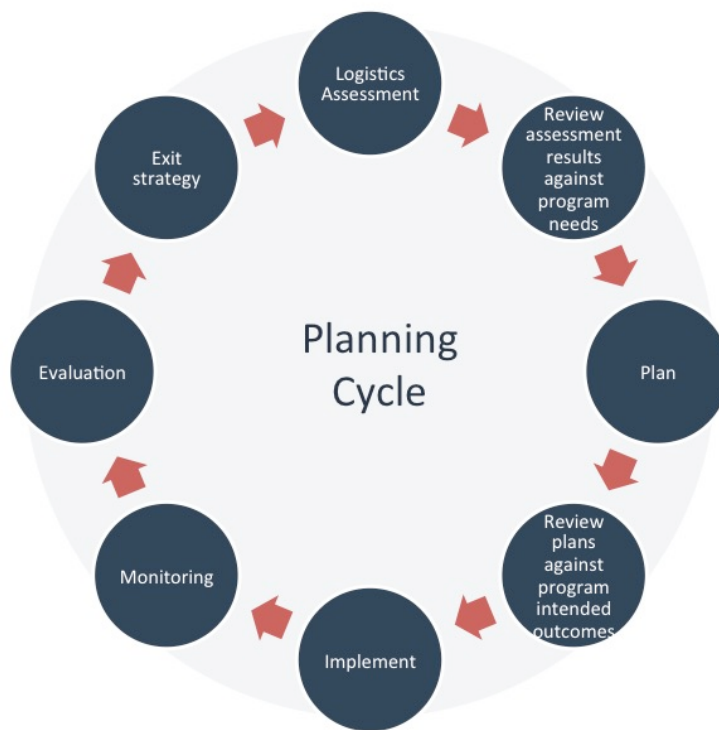 Logistics
Assessment
Review
assessment
results
against
program
needs
Plan
Review
plans
against
program
intended
outcomes
Implement
Monitoring
Evaluation
Exit
strategy
Planning
Cycle